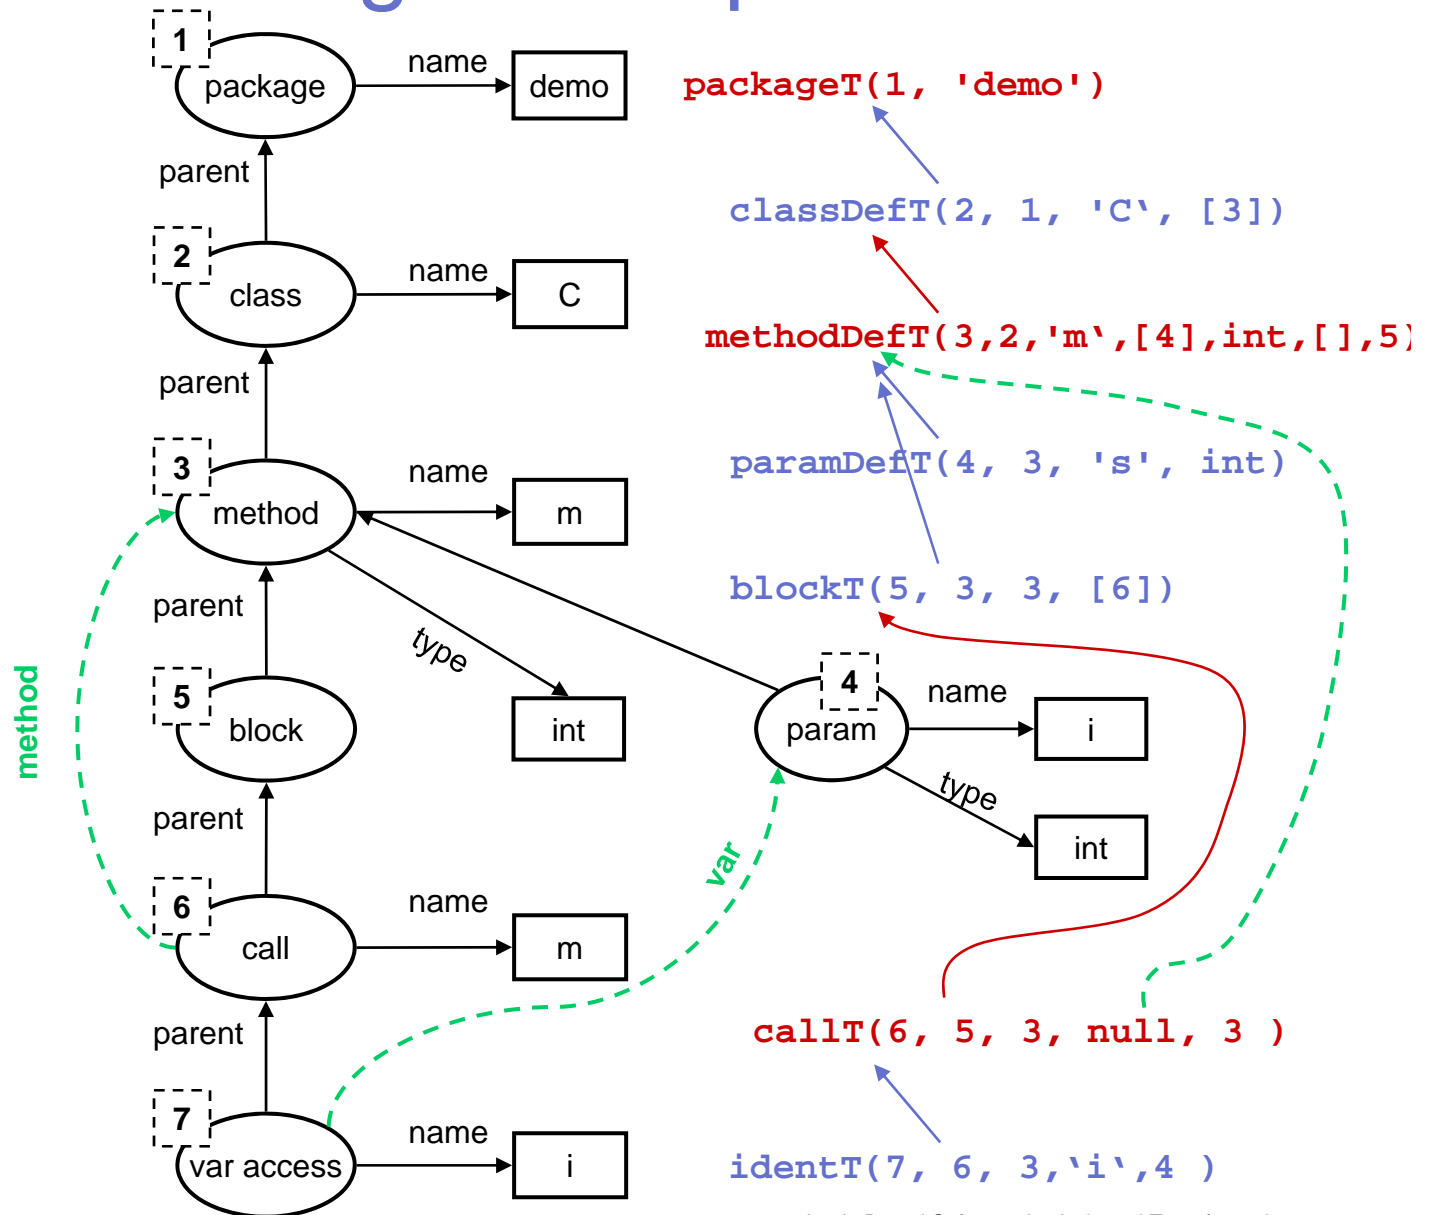 1
package
name
demo
packageT(1, 'demo')
parent
classDefT(2, 1, 'C‘, [3])
2
class
name
C
methodDefT(3,2,'m‘,[4],int,[],5)
parent
3
method
name
m
paramDefT(4, 3, 's', int)
blockT(5, 3, 3, [6])
parent
type
method
5
block
int
4
param
name
i
type
int
parent
var
6
call
name
m
parent
callT(6, 5, 3, null, 3 )
7
var access
name
i
identT(7, 6, 3,‘i‘,4 )